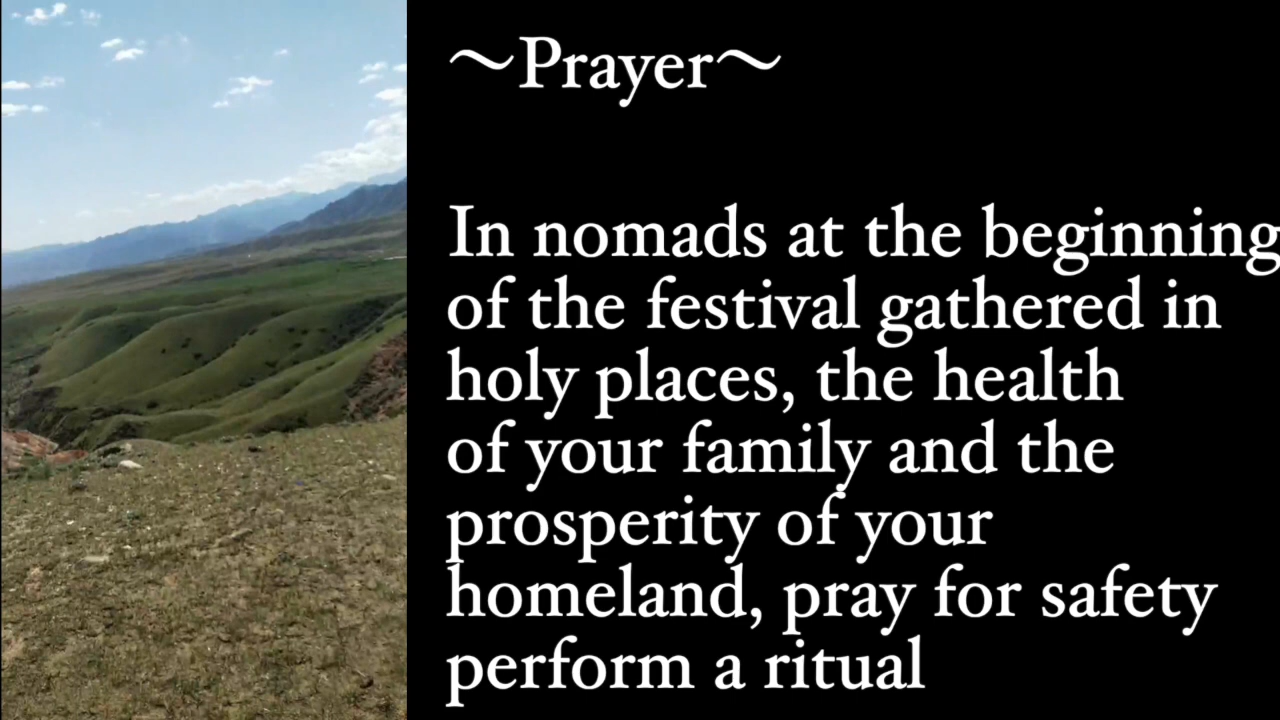 ～Prayer～
In nomads at the beginning
of the festival gathered in
holy places, the health
of your family and the
prosperity of your
homeland, pray for safety
perform a ritual